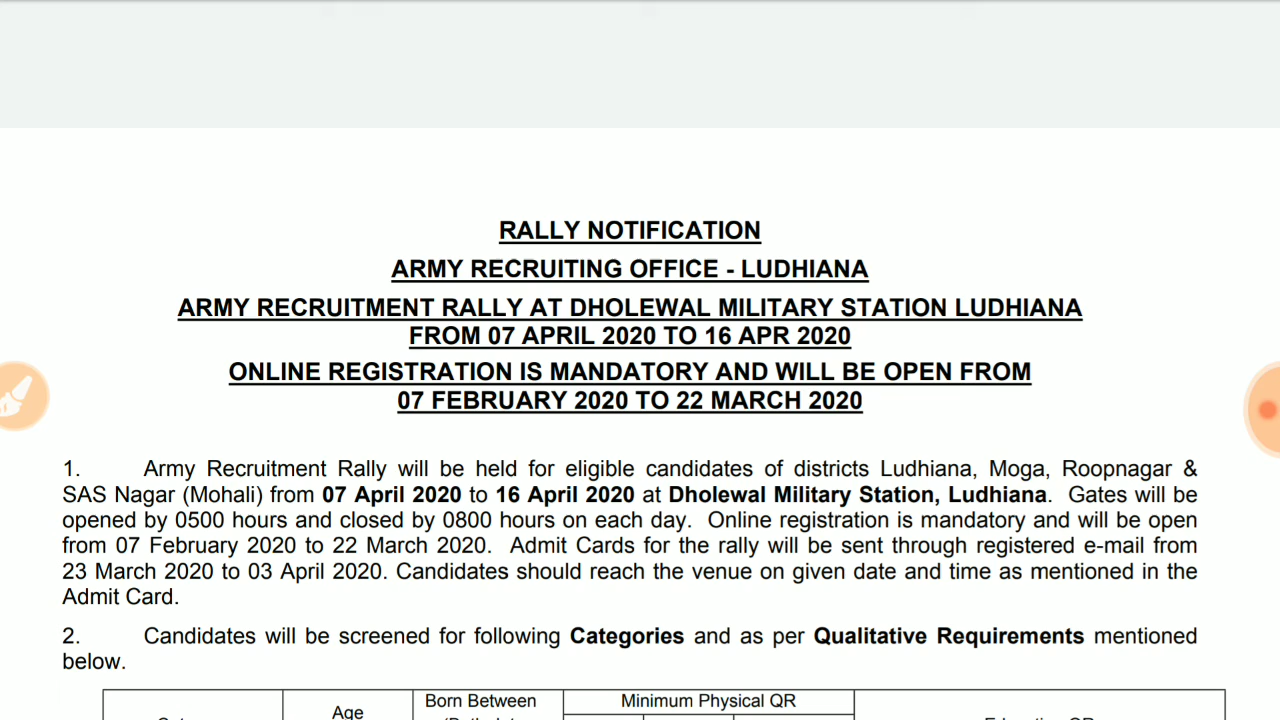 RALLY NOTIFICATION
ARMY RECRUITING OFFICE - LUDHIANA
ARMY RECRUITMENT RALLY AT DHOLEWAL MILITARY STATION LUDHIANA
FROM 07 APRIL 2020 TO 16 APR 2020
ONLINE REGISTRATION IS MANDATORY AND WILL BE OPEN FROM
07 FEBRUARY 2020 TO 22 MARCH 2020
1. Army Recruitment Rally will be held for eligible candidates of districts Ludhiana, Moga, Roopnagar &
SAS Nagar (Mohali) from 07 April 2020 to 16 April 2020 at Dholewal Military Station, Ludhiana. Gates will be
opened by 0500 hours and closed by 0800 hours on each day. Online registration is mandatory and will be open
from 07 February 2020 to 22 March 2020. Admit Cards for the rally will be sent through registered e-mail from
23 March 2020 to 03 April 2020. Candidates should reach the venue on given date and time as mentioned in the
Admit Card.
2. Candidates will be screened for following Categories and as per Qualitative Requirements mentioned
below.
Born Between Minimum Physical QR
Age